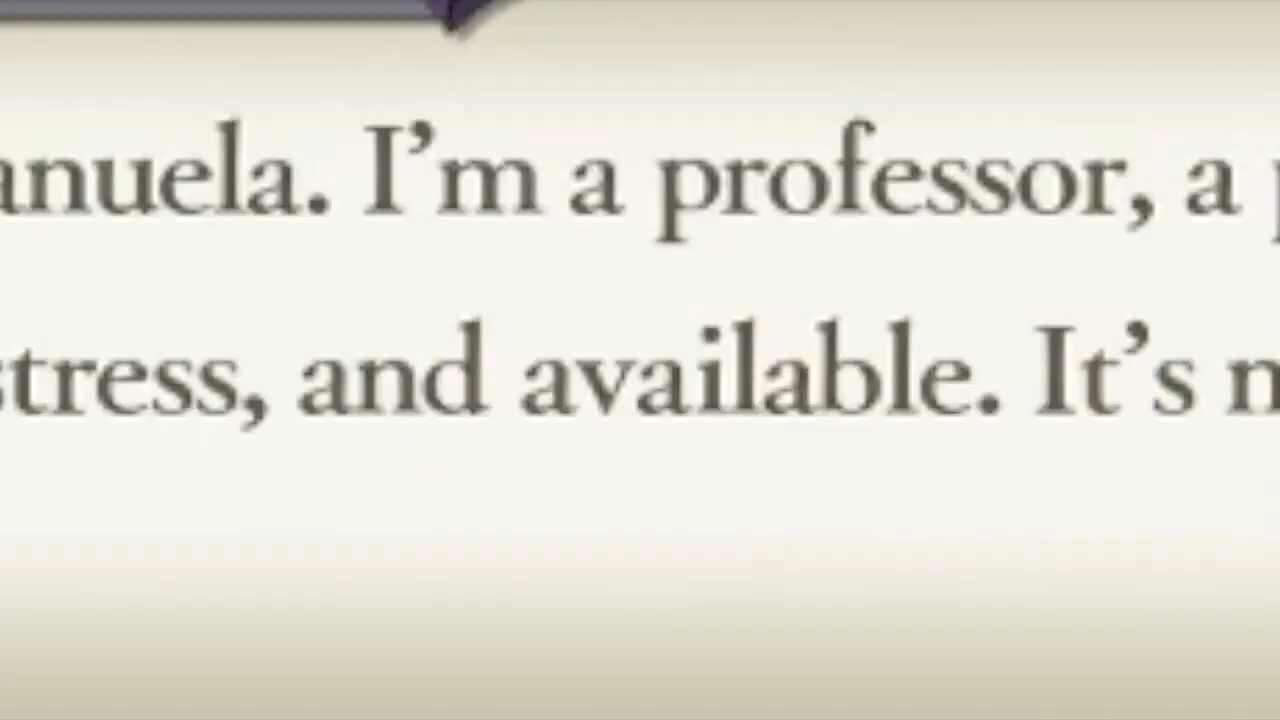 anuela. I’m a professor, a
stress, and available. It’s